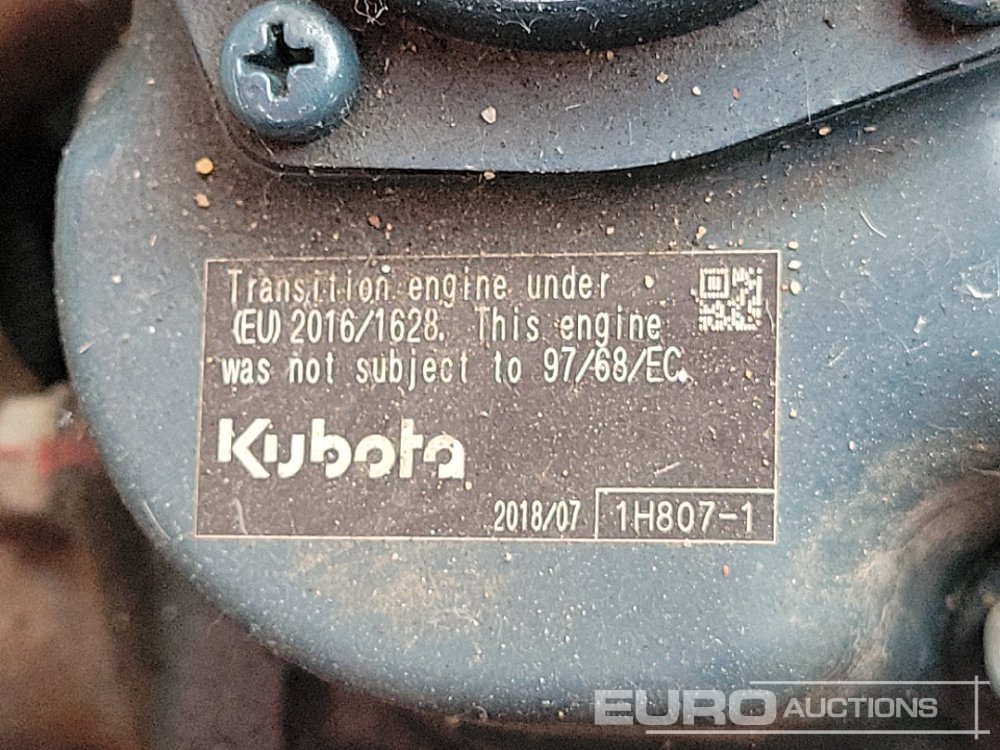 Transition engine under
(EU) 2016/1628. This engine
was not subject to 97/68/EC.
Kubota
2018/07 1H807-1
EURO AUCTIONS